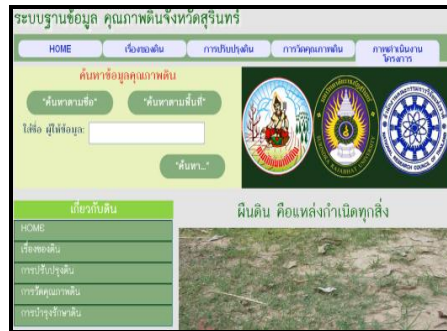 ระบบฐานข้อมูล คุณภาพดินจังหวัดสุรินทร์
HOME เรื่องของดิน การปรับปรุงดิน การวัดคุณภาพดิน ภาพดำเนินงานโครงการ
ค้นหาข้อมูลคุณภาพดิน
"ค้นหาตามชื่อ" "ค้นหาตามพื้นที่"
ใส่ชื่อ ผู้ให้ข้อมูล:
"ค้นหา..."
เกี่ยวกับดิน
ผืนดิน คือแหล่งกำเนิดทุกสิ่ง
HOME
เรื่องของดิน
การปรับปรุงดิน
การวัดคุณภาพดิน
การบำรุงรักษาดิน